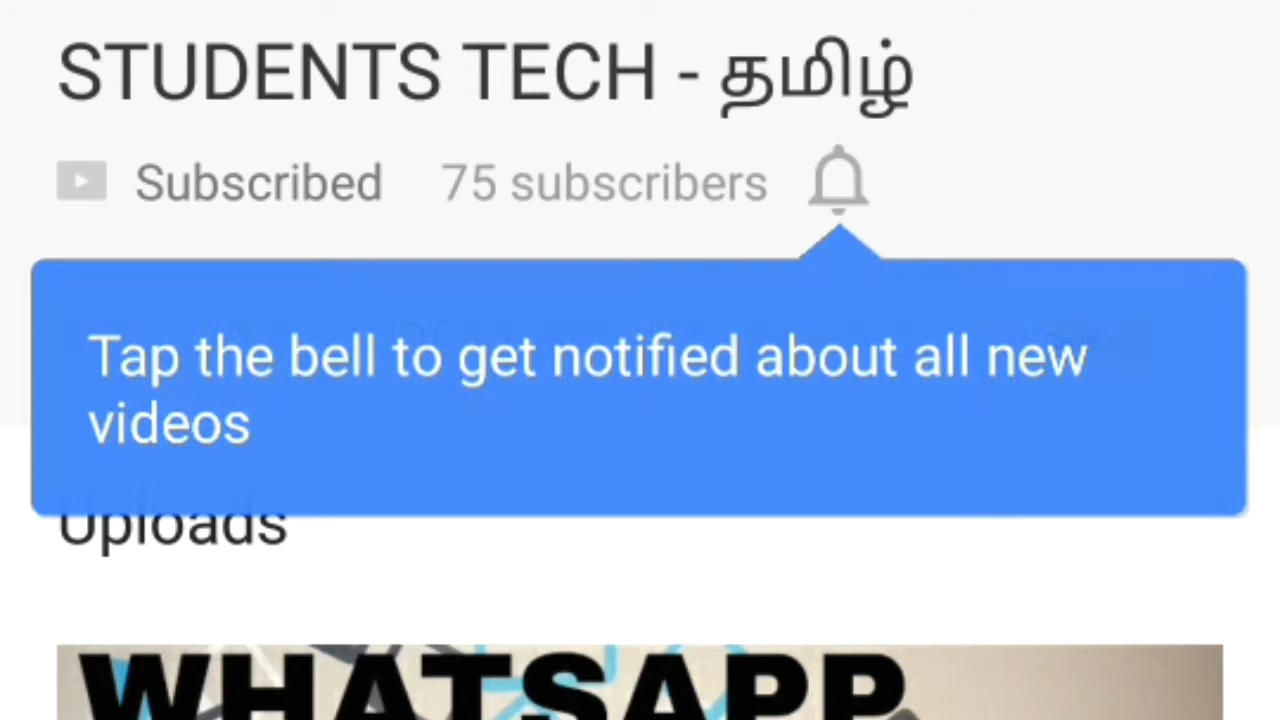 STUDENTS TECH - தமிழ்
Subscribed 75 subscribers
Tap the bell to get notified about all new
videos
Uploads
WHATSAPP